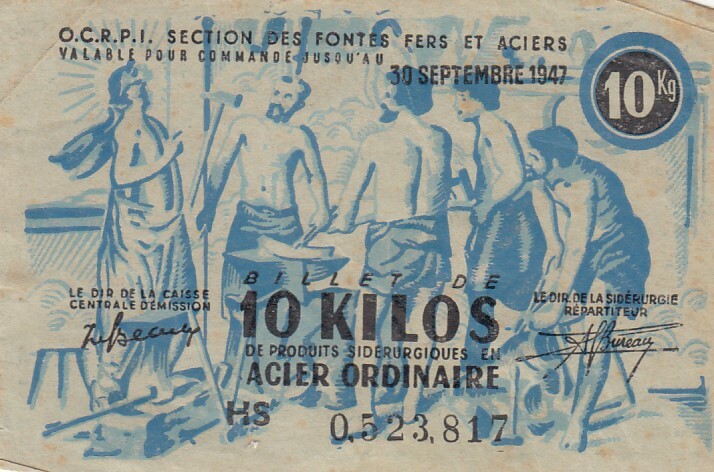 O.C.R.P.I. SECTION DES FONTES FERS ET ACIERS
VALABLE POUR COMMANDE JUSQU'AU
30 SEPTEMBRE 1947
10 Kg
BILLET DE
10 KILOS
DE PRODUITS SIDÉRURGIQUES EN
ACIER ORDINAIRE
LE DIR. DE LA CAISSE
CENTRALE D'ÉMISSION
LE DIR. DE LA SIDÉRURGIE
RÉPARTITEUR
HS 0,523,817